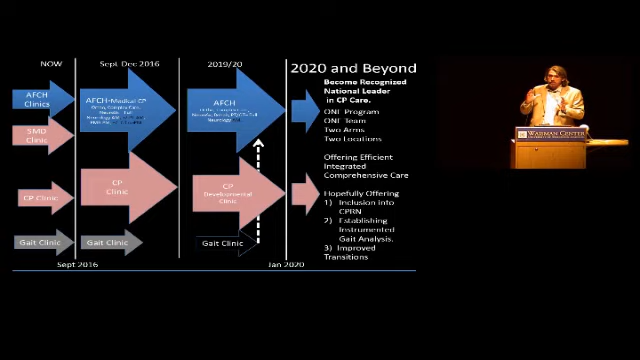 NOW
Sept-Dec 2016
2019/20
2020 and Beyond
AFCH
Clinics
SMD
Clinic
CP Clinic
Gait Clinic
AFCH-Medical CP
CP
Clinic
Gait Clinic
AFCH
CP
Developmental
Clinic
Gait Clinic
Sept 2016
Jan 2020
Become Recognized
National Leader
in CP Care.
ONE Program
ONE Team
Two Arms
Two Locations
Offering Efficient
Integrated
Comprehensive Care
Hopefully Offering
1) Inclusion into
CPRN
2) Establishing
Instrumented
Gait Analysis.
3) Improved
Transitions
WAISMAN CENTER